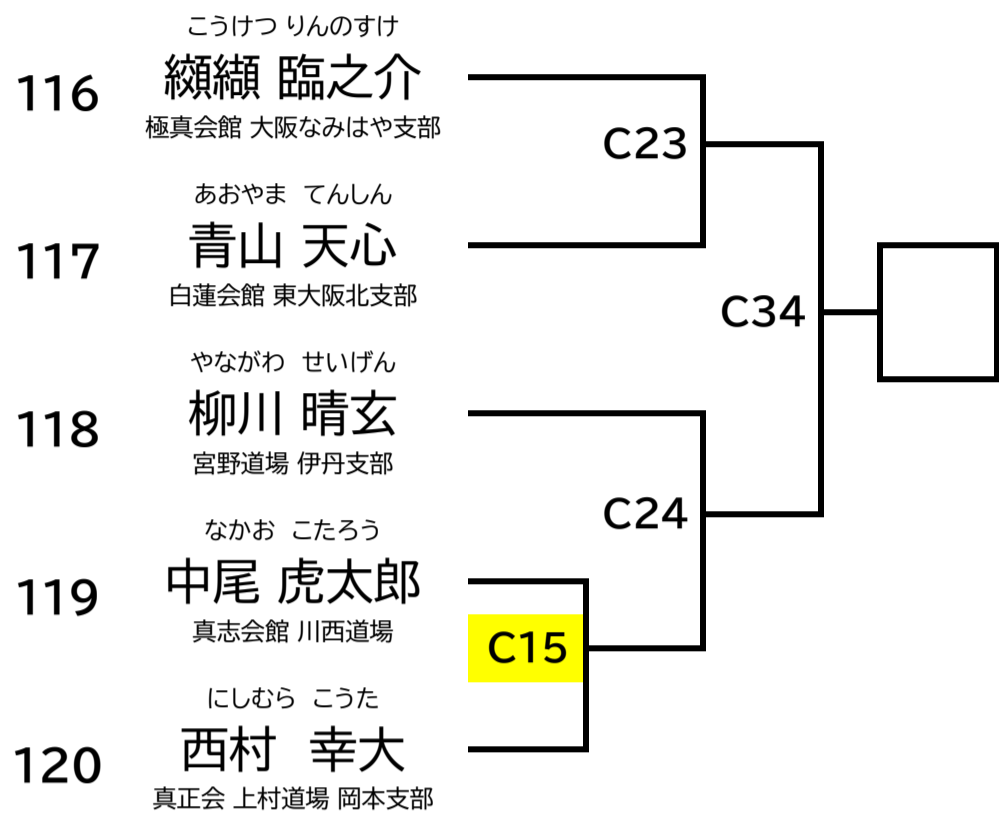 こうけつ りんのすけ
116
纐纈 臨之介
極真会館 大阪なみはや支部
C23
あおやま てんしん
117
青山 天心
白蓮会館 東大阪北支部
C34
やながわ せいげん
118
柳川 晴玄
宮野道場 伊丹支部
C24
なかお こたろう
119
中尾 虎太郎
真志会館 川西道場
C15
にしむら こうた
120
西村 幸大
真正会 上村道場 岡本支部